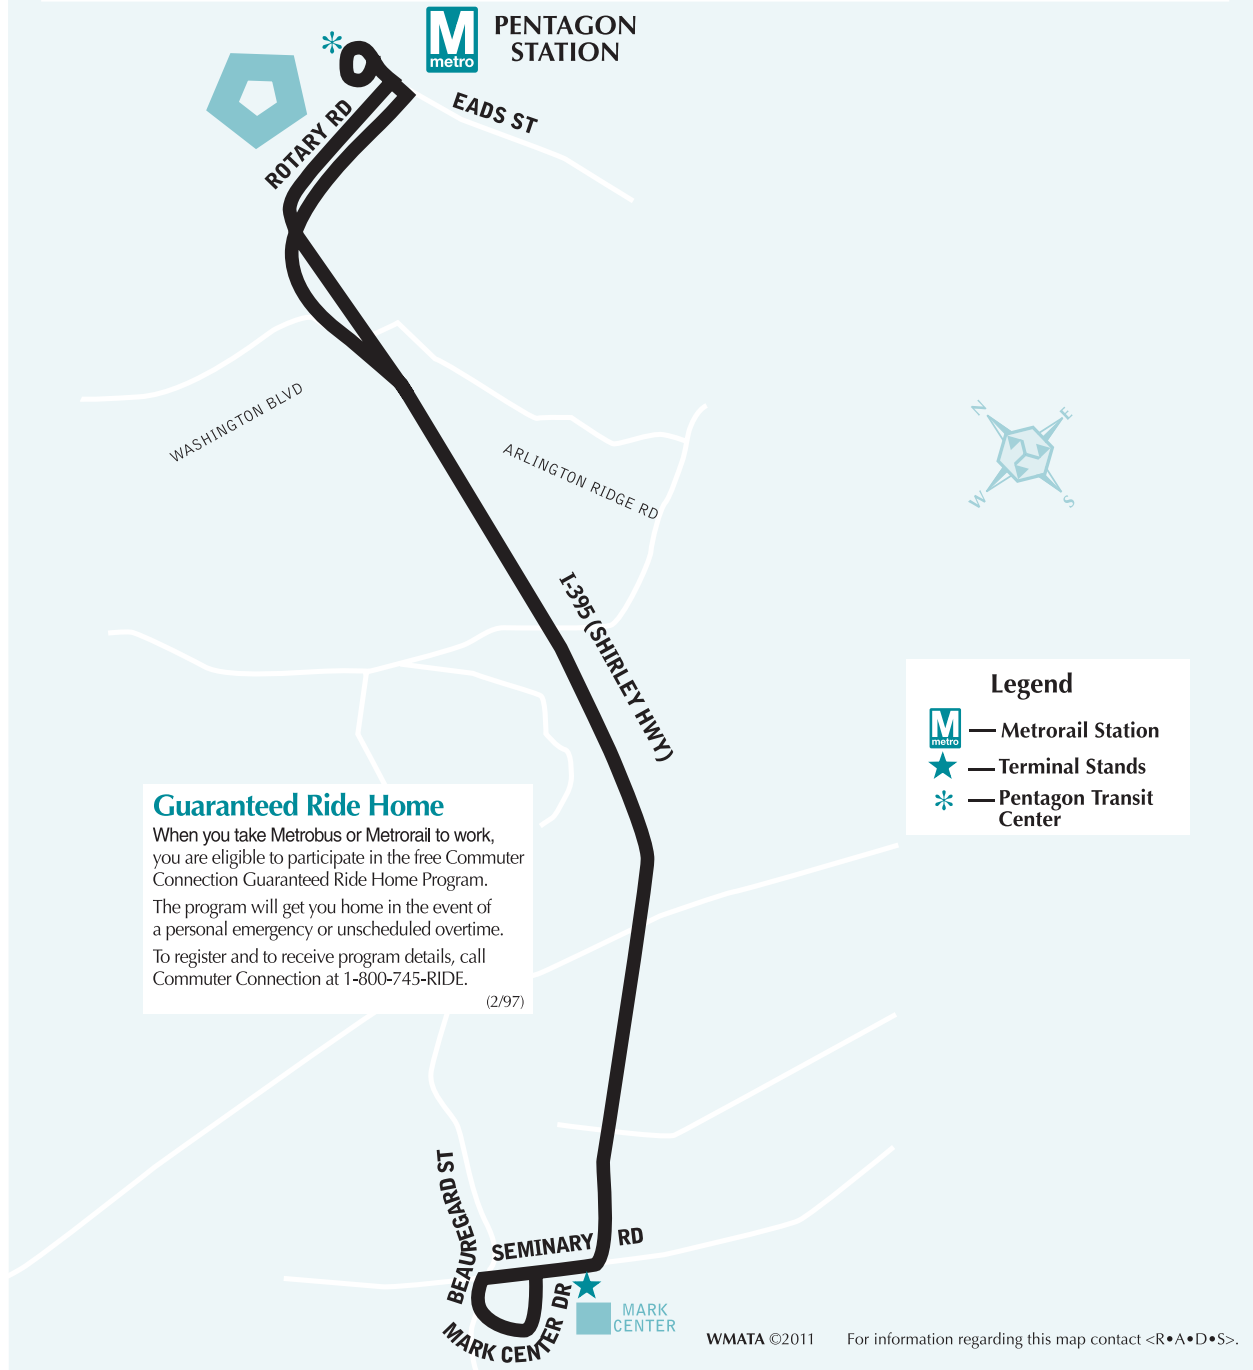 M
metro
PENTAGON
STATION
EADS ST
ROTARY RD
WASHINGTON BLVD
ARLINGTON RIDGE RD
N
E
W
S
I-395 (SHIRLEY HWY)
Legend
M
metro
Metrorail Station
Terminal Stands
Pentagon Transit
Center
Guaranteed Ride Home
When you take Metrobus or Metrorail to work,
you are eligible to participate in the free Commuter
Connection Guaranteed Ride Home Program.
The program will get you home in the event of
a personal emergency or unscheduled overtime.
To register and to receive program details, call
Commuter Connection at 1-800-745-RIDE.
(2/97)
BEAUREGARD ST
SEMINARY RD
MARK CENTER DR
MARK
CENTER
WMATA ©2011 For information regarding this map contact <R•A•D•S>.